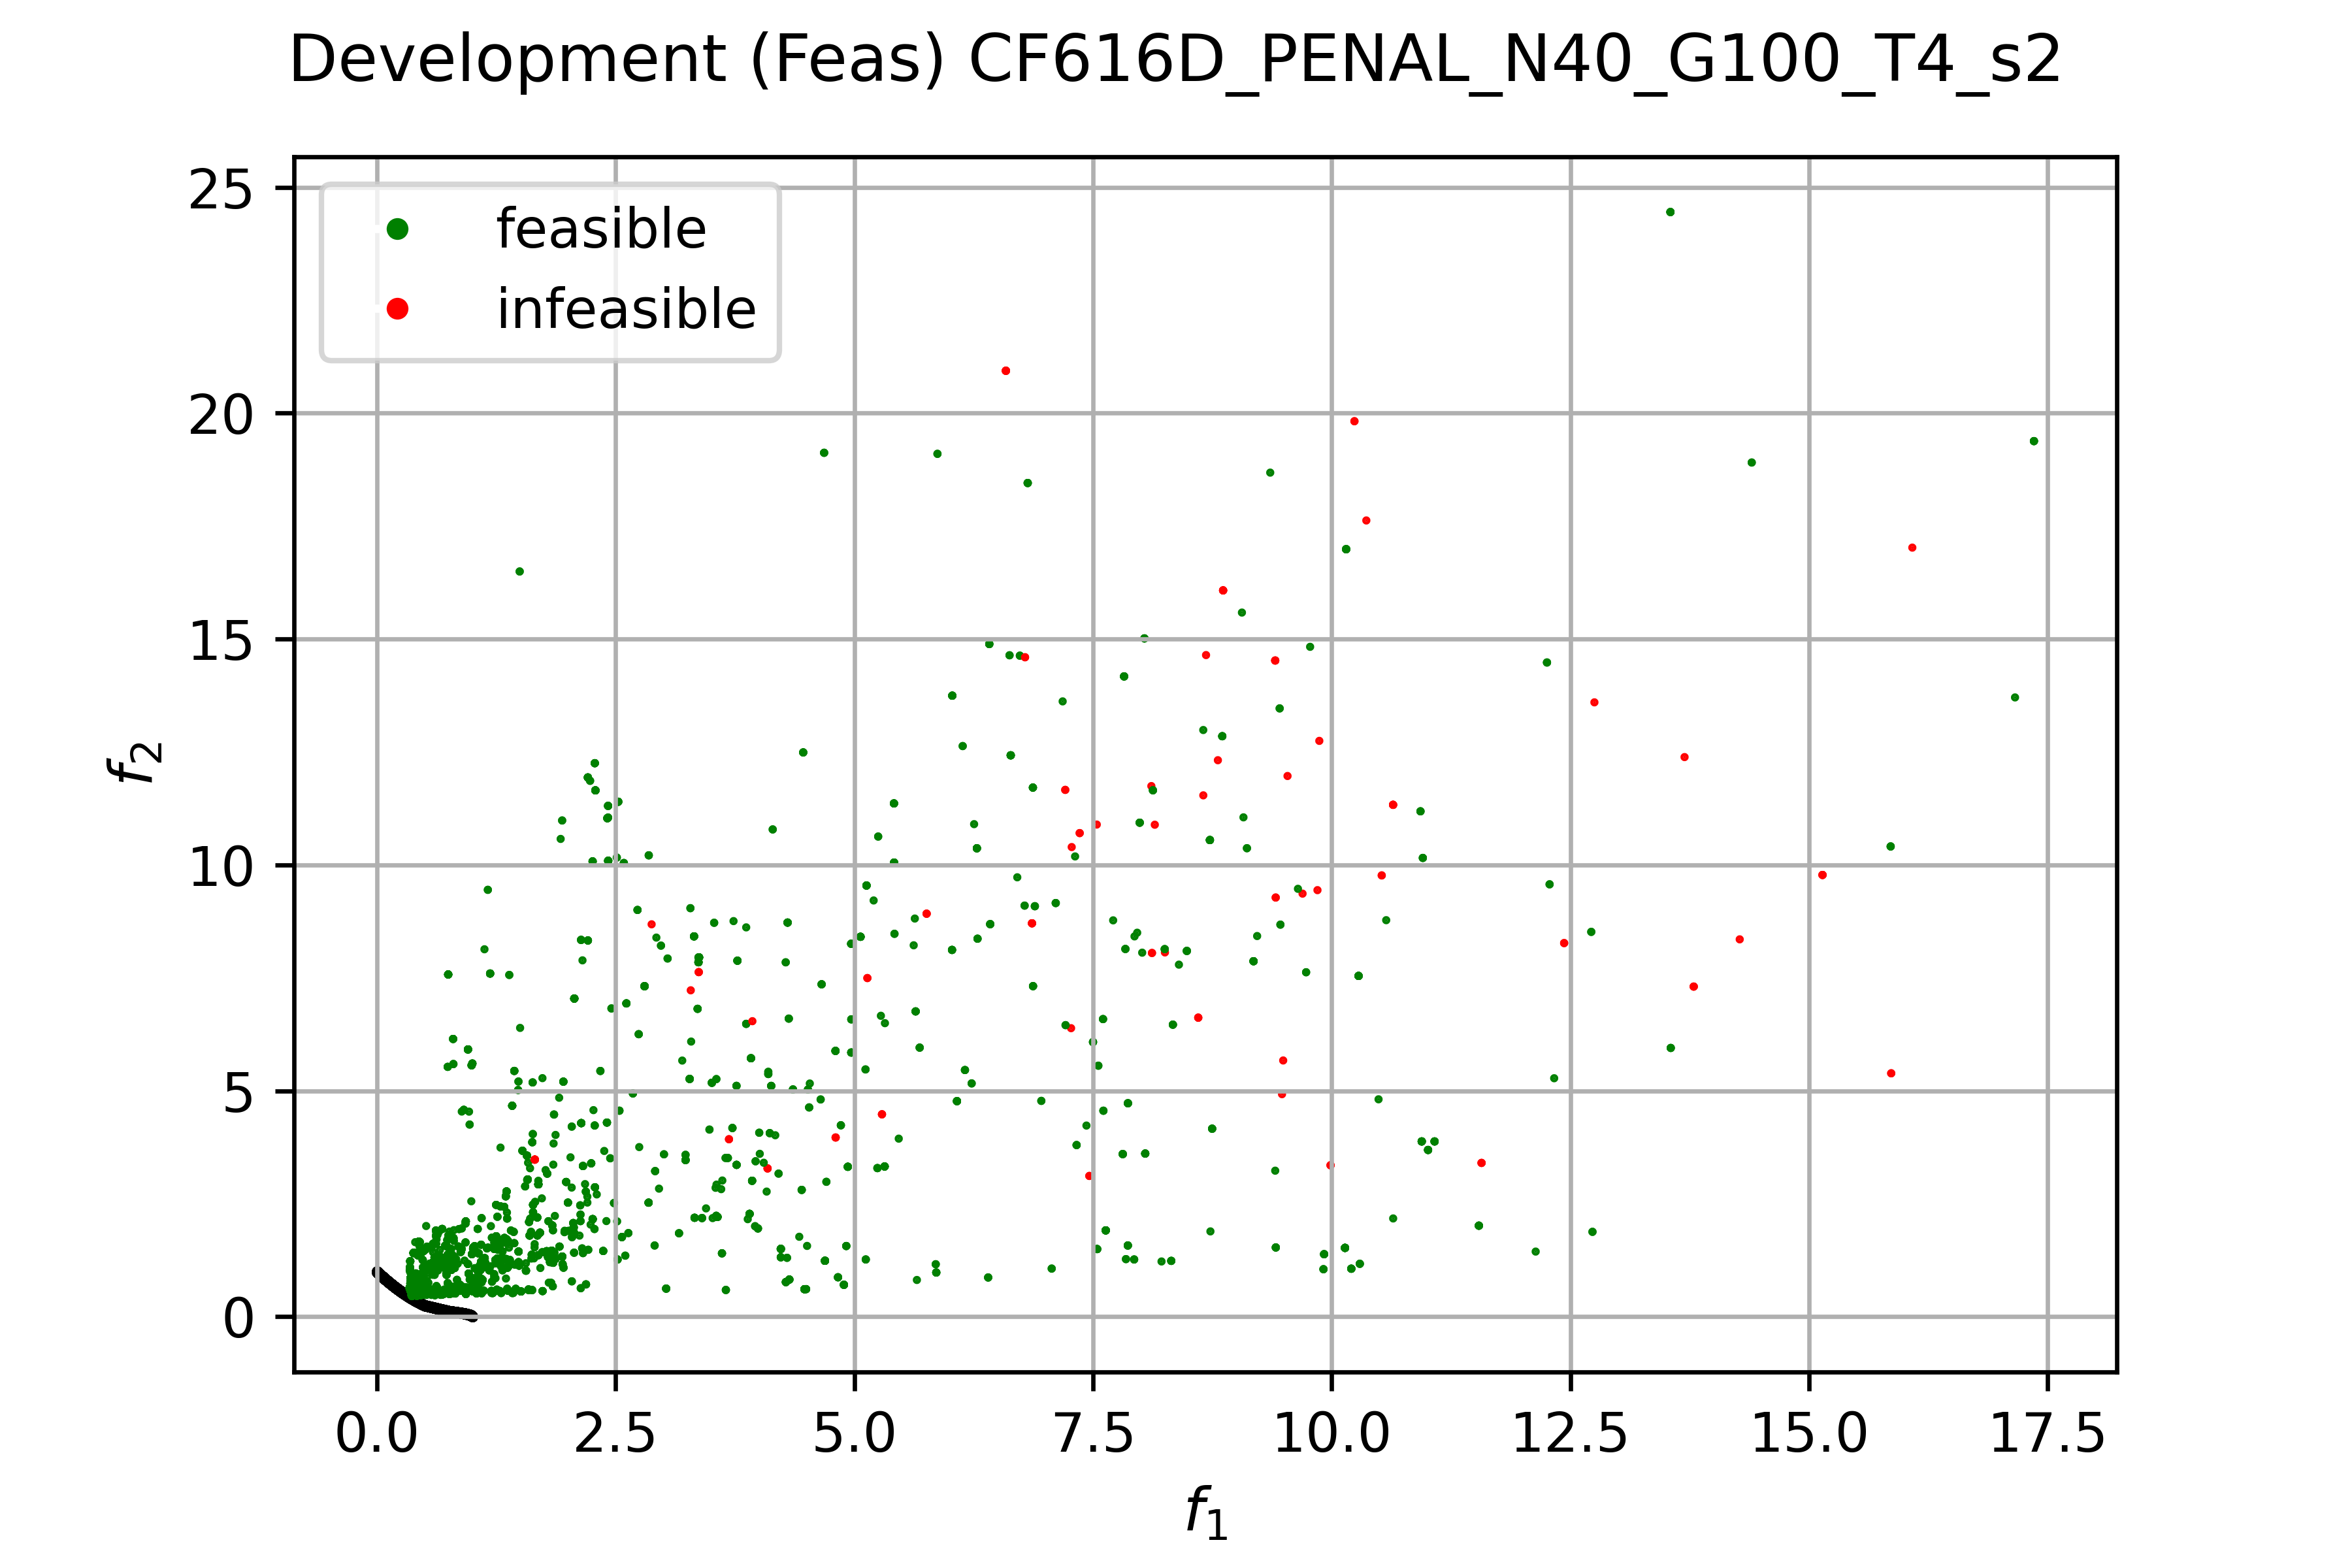 Development (Feas) CF616D_PENAL_N40_G100_T4_s2
feasible
infeasible
25
20
15
10
5
0
f2
0.0 2.5 5.0 7.5 10.0 12.5 15.0 17.5
f1